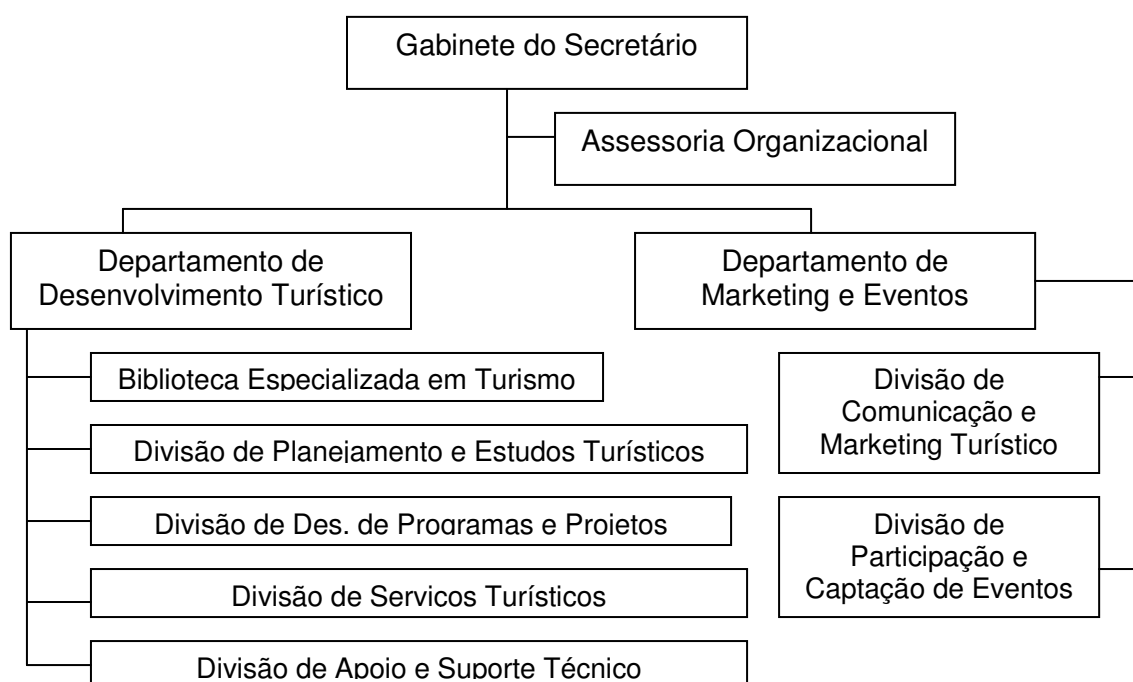 Gabinete do Secretário
Assessoria Organizacional
Departamento de
Desenvolvimento Turístico
Departamento de
Marketing e Eventos
Biblioteca Especializada em Turismo
Divisão de Planejamento e Estudos Turísticos
Divisão de Des. de Programas e Projetos
Divisão de Serviços Turísticos
Divisão de Apoio e Suporte Técnico
Divisão de
Comunicação e
Marketing Turístico
Divisão de
Participação e
Captação de Eventos